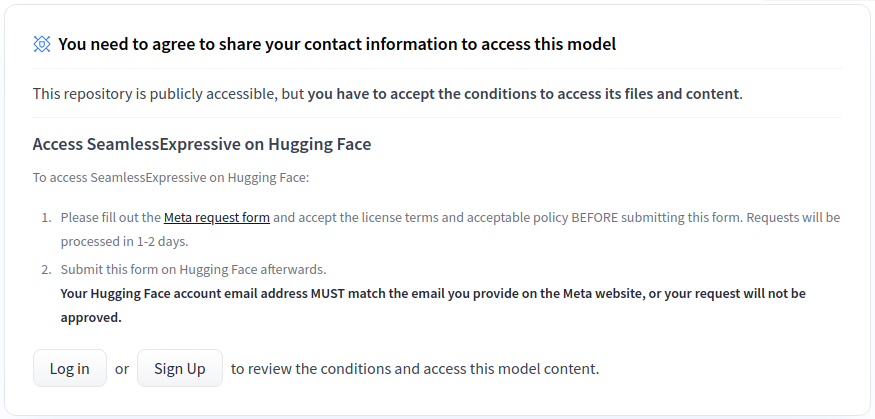 You need to agree to share your contact information to access this model
This repository is publicly accessible, but you have to accept the conditions to access its files and content.
Access SeamlessExpressive on Hugging Face
To access SeamlessExpressive on Hugging Face:
1. Please fill out the Meta request form and accept the license terms and acceptable policy BEFORE submitting this form. Requests will be
processed in 1-2 days.
2. Submit this form on Hugging Face afterwards.
Your Hugging Face account email address MUST match the email you provide on the Meta website, or your request will not be
approved.
Log in or Sign Up to review the conditions and access this model content.